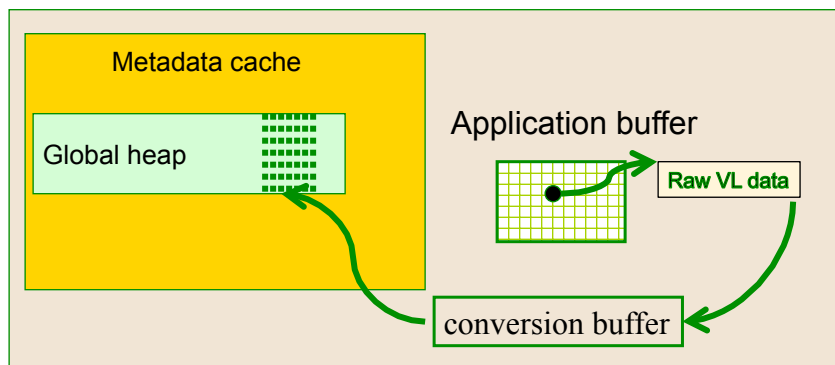 Metadata cache
Global heap
Application buffer
Raw VL data
conversion buffer